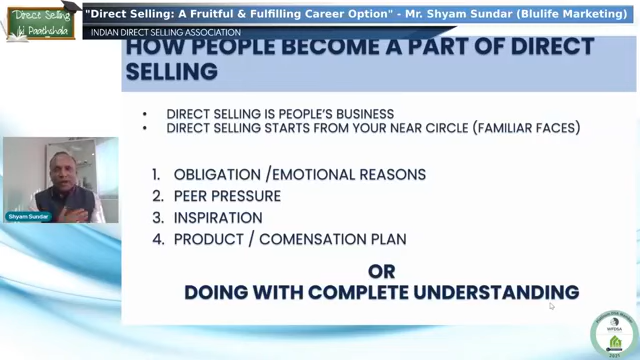 Direct Selling
ki Paathshala
"Direct Selling: A Fruitful & Fulfilling Career Option" - Mr. Shyam Sundar (Blulife Marketing)
INDIAN DIRECT SELLING ASSOCIATION
HOW PEOPLE BECOME A PART OF DIRECT
SELLING
• DIRECT SELLING IS PEOPLE'S BUSINESS
• DIRECT SELLING STARTS FROM YOUR NEAR CIRCLE (FAMILIAR FACES)
1. OBLIGATION /EMOTIONAL REASONS
2. PEER PRESSURE
3. INSPIRATION
4. PRODUCT / COMENSATION PLAN
OR
DOING WITH COMPLETE UNDERSTANDING
Shyam Sundar
WFDSA